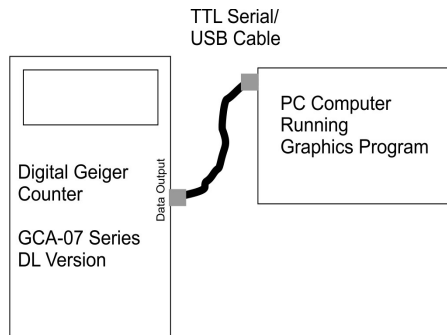 TTL Serial/
USB Cable
PC Computer
Running
Graphics Program
Digital Geiger
Counter
GCA-07 Series
DL Version
Data Output